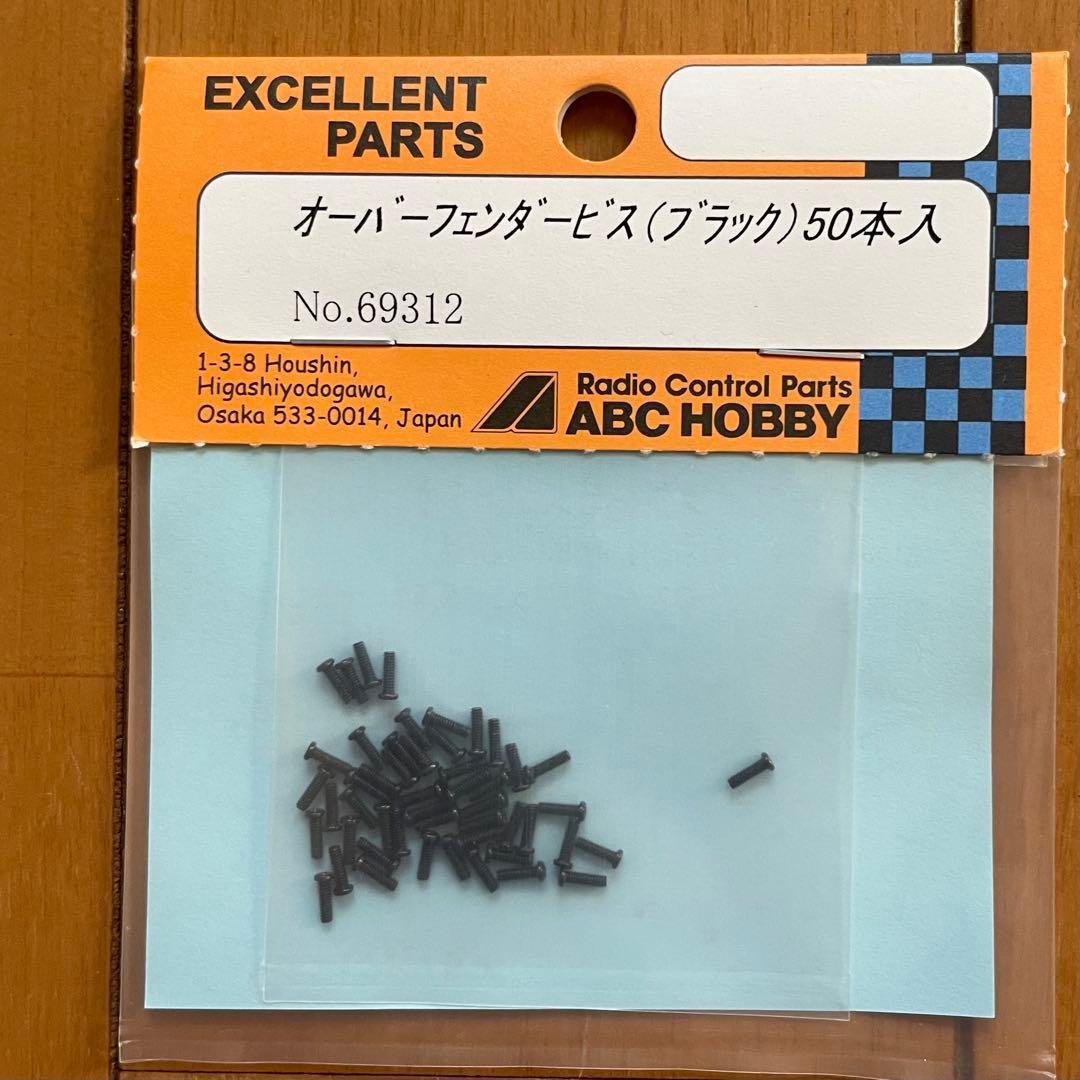 EXCELLENT
PARTS
オーバーフェンダービス(ブラック)50本入
No.69312
1-3-8 Houshin,
Higashiyodogawa,
Osaka 533-0014, Japan
Radio Control Parts
ABC HOBBY